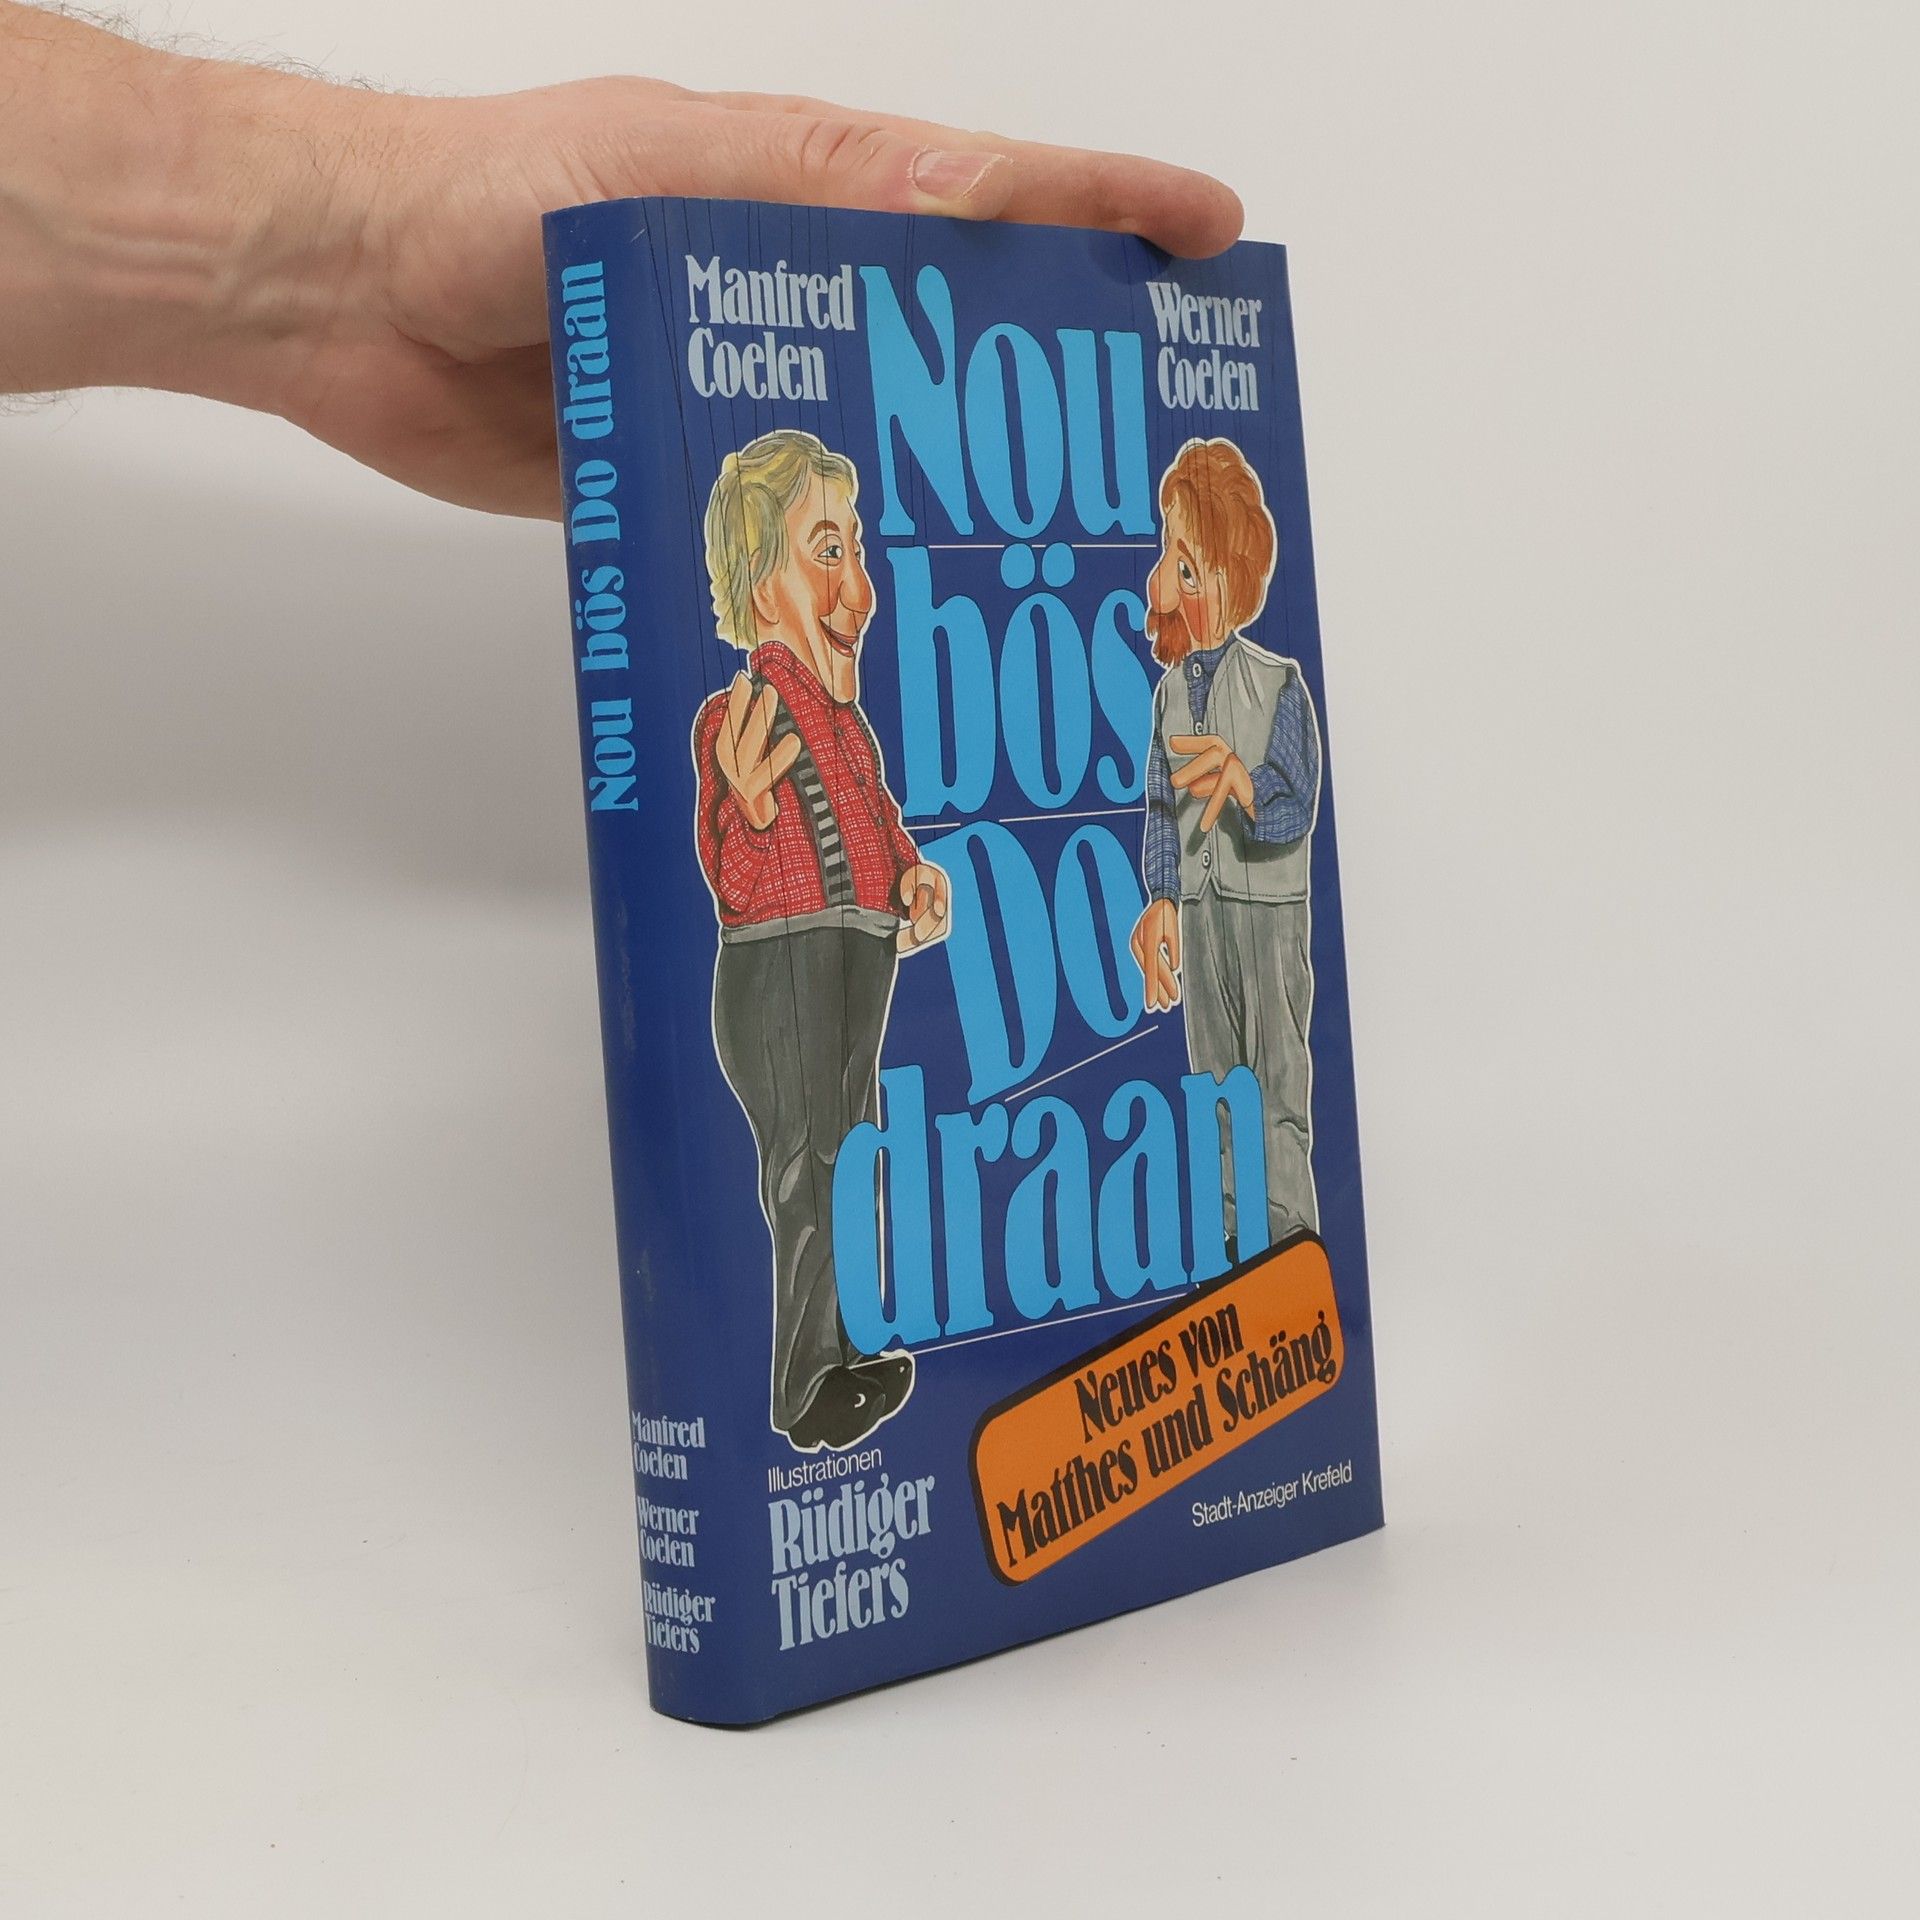 Manfred
Coelen
Werner
Coelen
Nou
bös
Do
draan
Neues von
Matthes und Schäng
Illustrationen
Rüdiger
Tiefers
Stadt-Anzeiger Krefeld
Nou bös Do draan
Manfred
Coelen
Werner
Coelen
Rüdiger
Tiefers